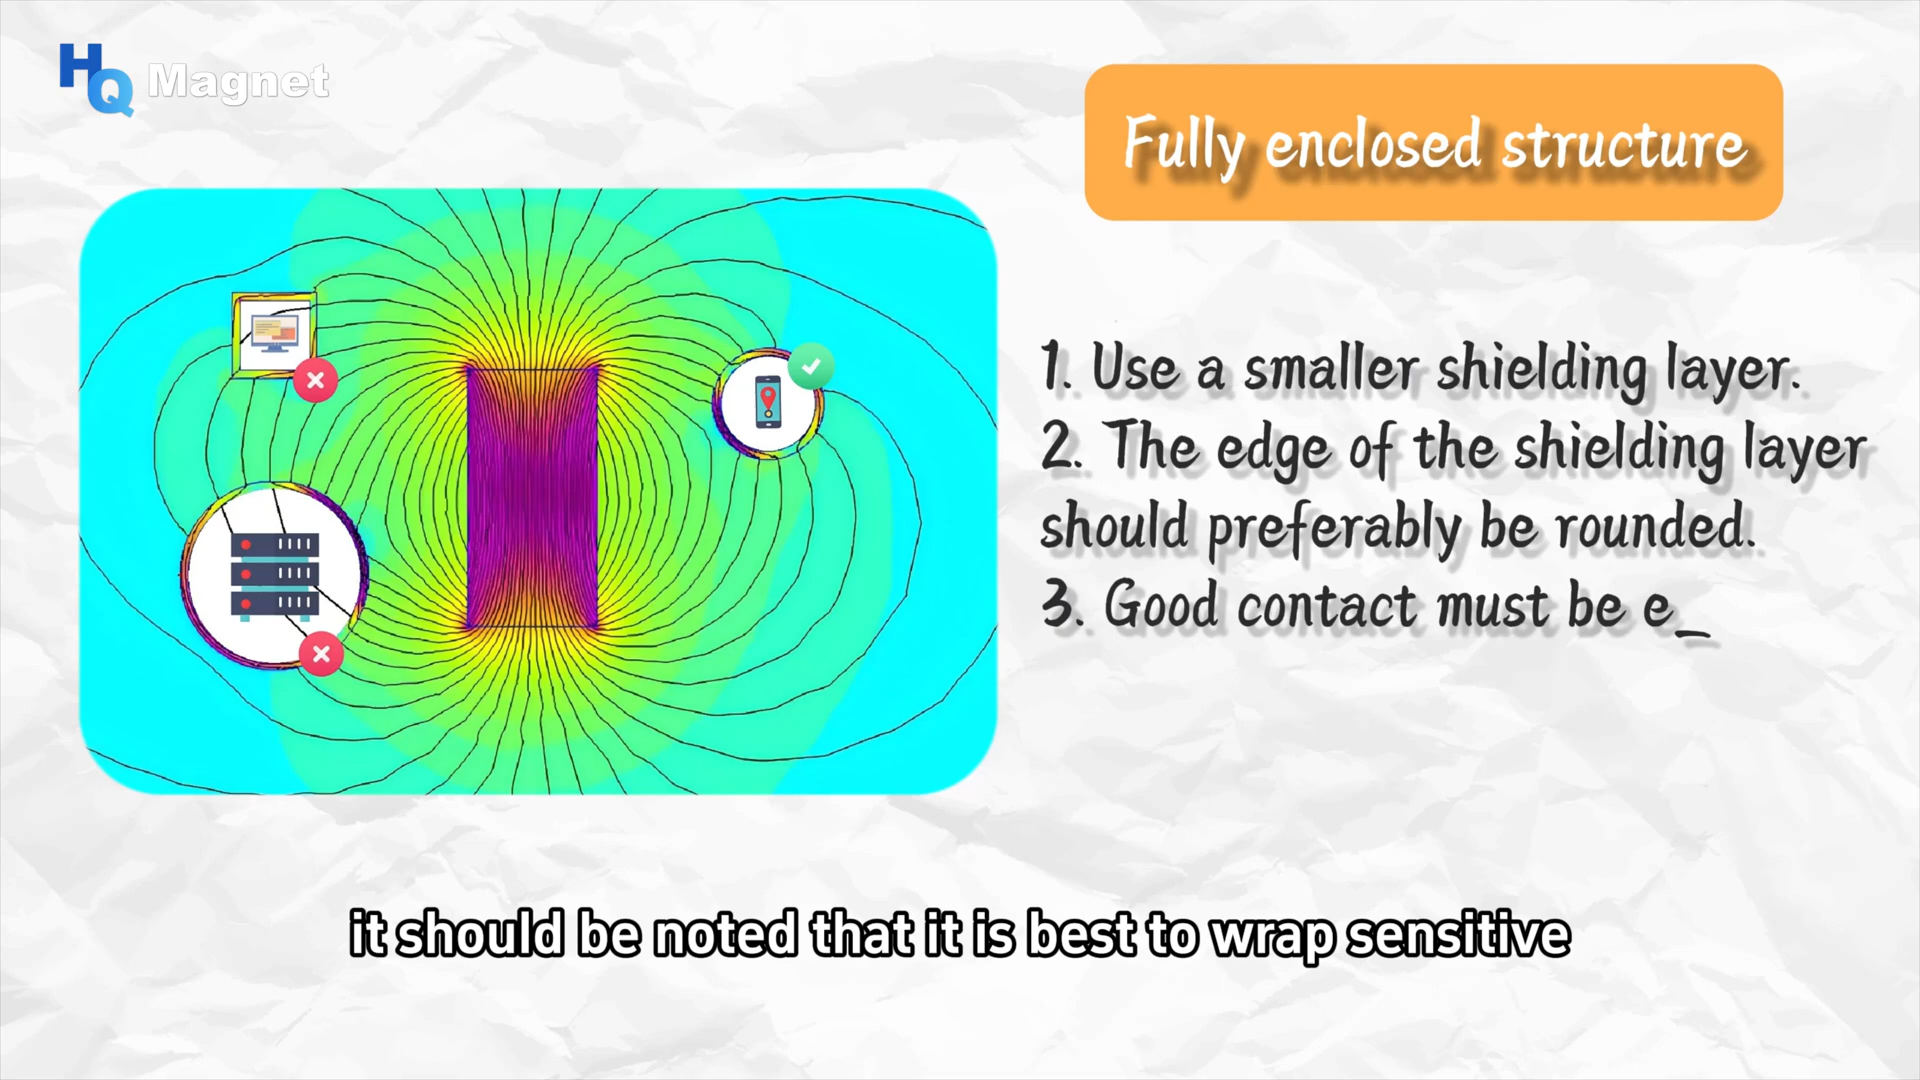 HQ Magnet
Fully enclosed structure
1. Use a smaller shielding layer.
2. The edge of the shielding layer
should preferably be rounded.
3. Good contact must be e_
it should be noted that it is best to wrap sensitive